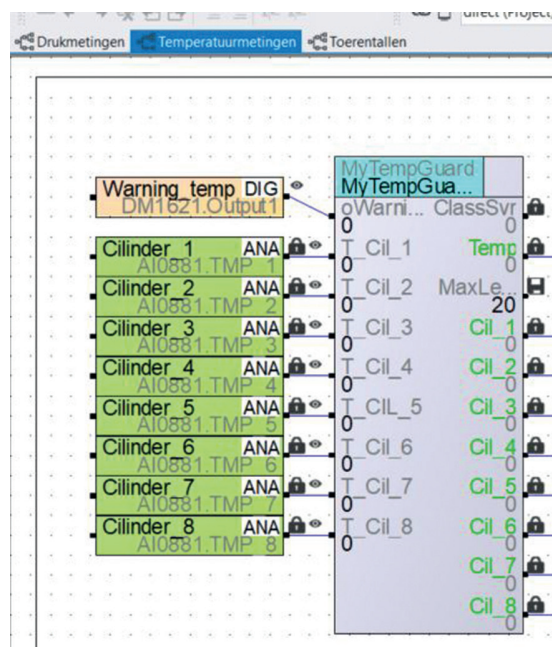 direct (Project
Drukmetingen Temperatuurmetingen Toerentallen
MyTempGuard
MyTempGua...
Warning_temp DIG
DM1621.Output1
oWarni... ClassSvr
0 0
Cilinder_1 ANA
AI0881.TMP_1
T_Cil_1 Temp
0 0
Cilinder_2 ANA
AI0881.TMP_2
T_Cil_2 MaxLe...
0 20
Cilinder_3 ANA
AI0881.TMP_3
T_Cil_3 Cil_1
0 0
Cilinder_4 ANA
AI0881.TMP_4
T_Cil_4 Cil_2
0 0
Cilinder_5 ANA
AI0881.TMP_5
T_CIL_5 Cil_3
0 0
Cilinder_6 ANA
AI0881.TMP_6
T_Cil_6 Cil_4
0 0
Cilinder_7 ANA
AI0881.TMP_7
T_Cil_7 Cil_5
0 0
Cilinder_8 ANA
AI0881.TMP_8
T_Cil_8 Cil_6
0 0
Cil_7
0
Cil_8
0